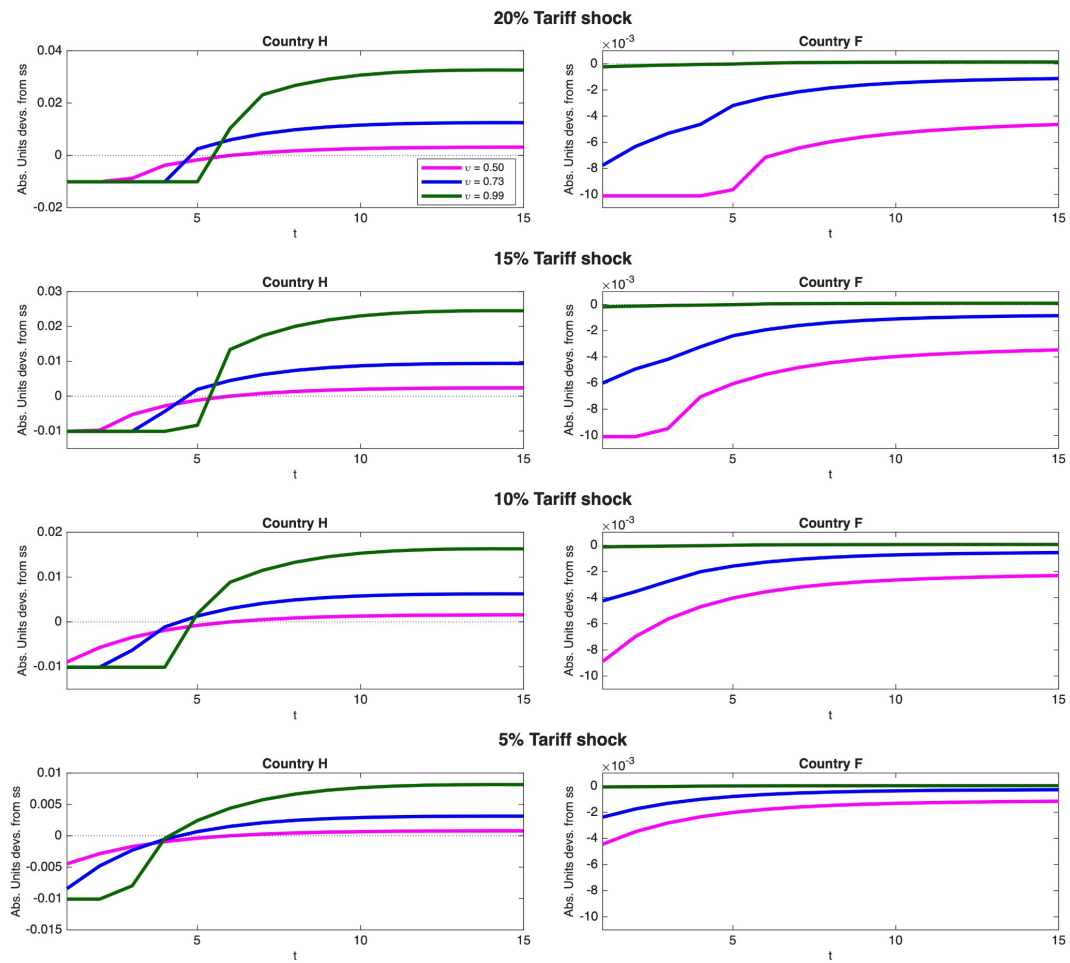 20% Tariff shock
Country H
Abs. Units devs. from ss
0.04
0.02
0
-0.02
5
10
15
t
υ = 0.50
υ = 0.73
υ = 0.99
Country F
×10⁻³
Abs. Units devs. from ss
0
-2
-4
-6
-8
-10
5
10
15
t
15% Tariff shock
Country H
Abs. Units devs. from ss
0.03
0.02
0.01
0
-0.01
5
10
15
t
Country F
×10⁻³
Abs. Units devs. from ss
0
-2
-4
-6
-8
-10
5
10
15
t
10% Tariff shock
Country H
Abs. Units devs. from ss
0.02
0.01
0
-0.01
5
10
15
t
Country F
×10⁻³
Abs. Units devs. from ss
0
-2
-4
-6
-8
-10
5
10
15
t
5% Tariff shock
Country H
Abs. Units devs. from ss
0.01
0.005
0
-0.005
-0.01
-0.015
5
10
15
t
Country F
×10⁻³
Abs. Units devs. from ss
0
-2
-4
-6
-8
-10
5
10
15
t